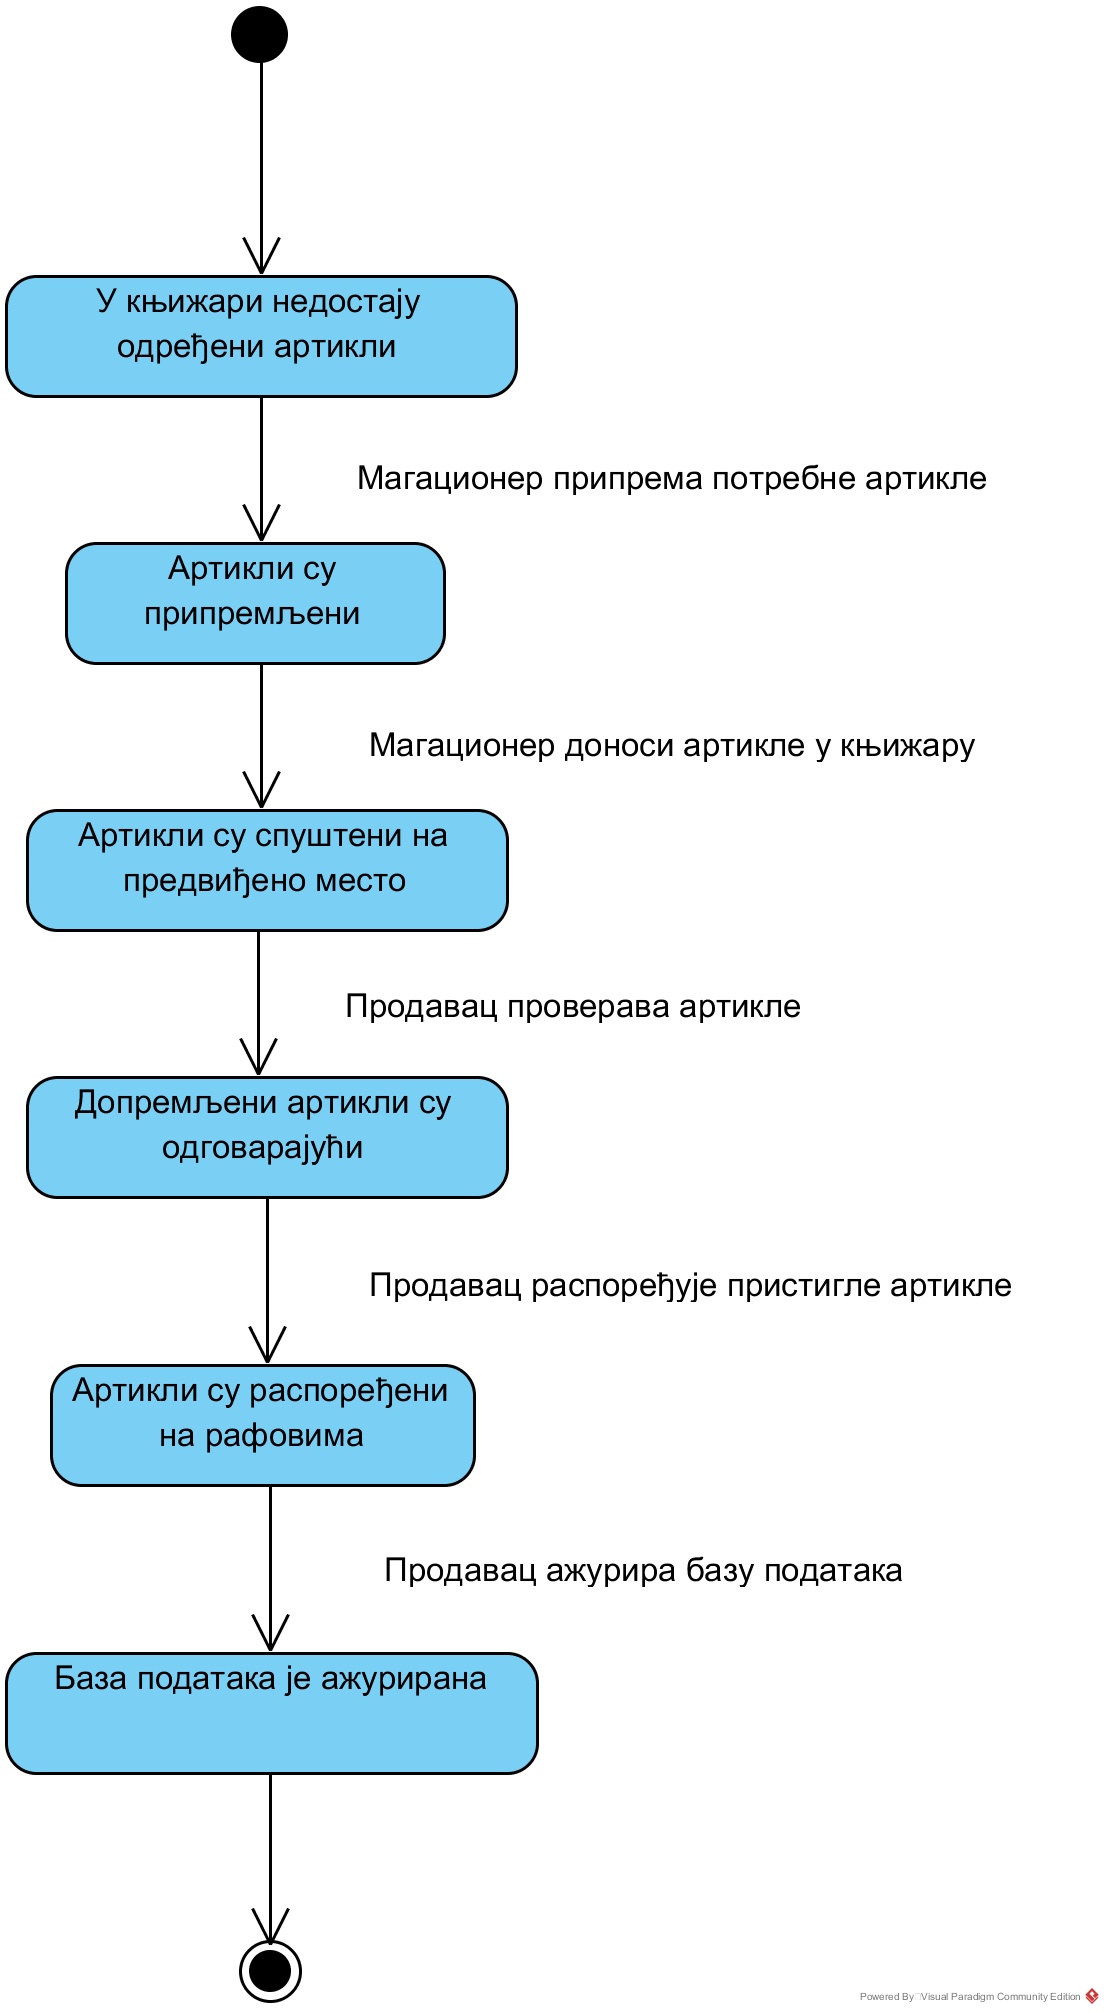 У књижари недостају
одређени артикли
Магационер припрема потребне артикле
Артикли су
припремљени
Магационер доноси артикле у књижару
Артикли су спуштени на
предвиђено место
Продавац проверава артикле
Допремљени артикли су
одговарајући
Продавац распоређује пристигле артикле
Артикли су распоређени
на рафовима
Продавац ажурира базу података
База података је ажурирана
Powered By Visual Paradigm Community Edition